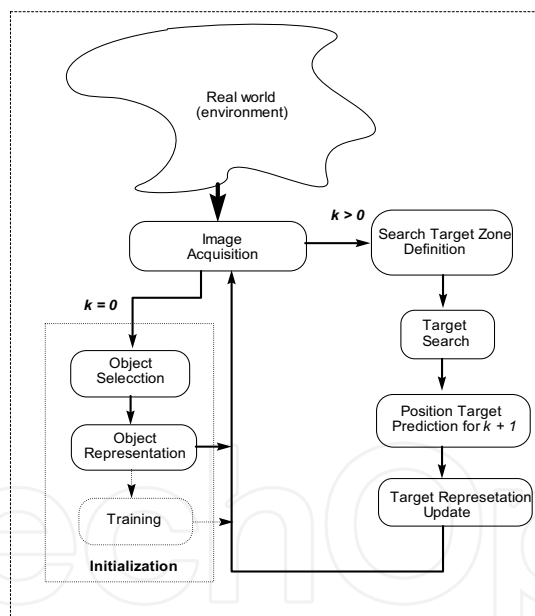 Real world
(environment)
k > 0
Image
Acquisition
Search Target Zone
Definition
k = 0
Target
Search
Object
Selecction
Position Target
Prediction for k + 1
Object
Representation
Target Represetation
Update
Training
Initialization
echOp